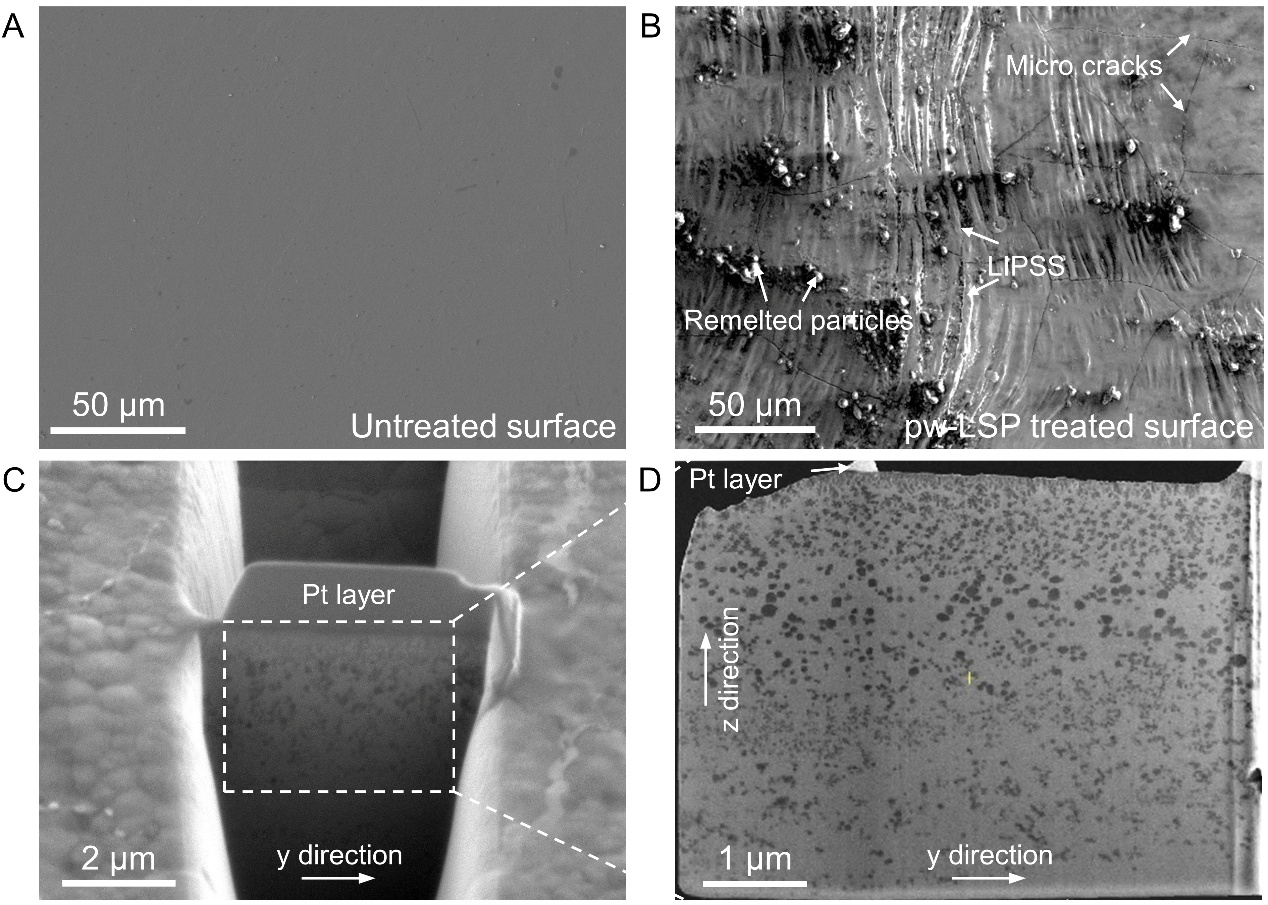 A
50 μm
Untreated surface
B
Micro cracks
LIPSS
Remelted particles
50 μm
pw-LSP treated surface
C
Pt layer
2 μm
y direction
D
Pt layer
z direction
1 μm
y direction